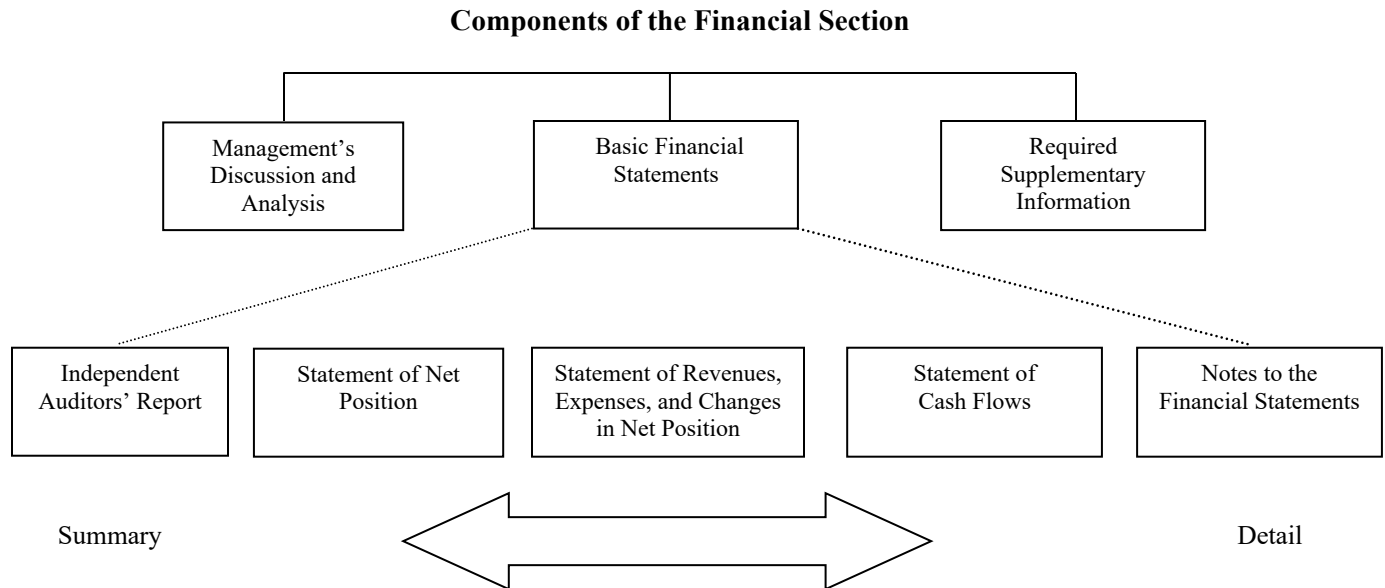 Components of the Financial Section
Management’s
Discussion and
Analysis
Basic Financial
Statements
Required
Supplementary
Information
Independent
Auditors’ Report
Statement of Net
Position
Statement of Revenues,
Expenses, and Changes
in Net Position
Statement of
Cash Flows
Notes to the
Financial Statements
Summary
Detail